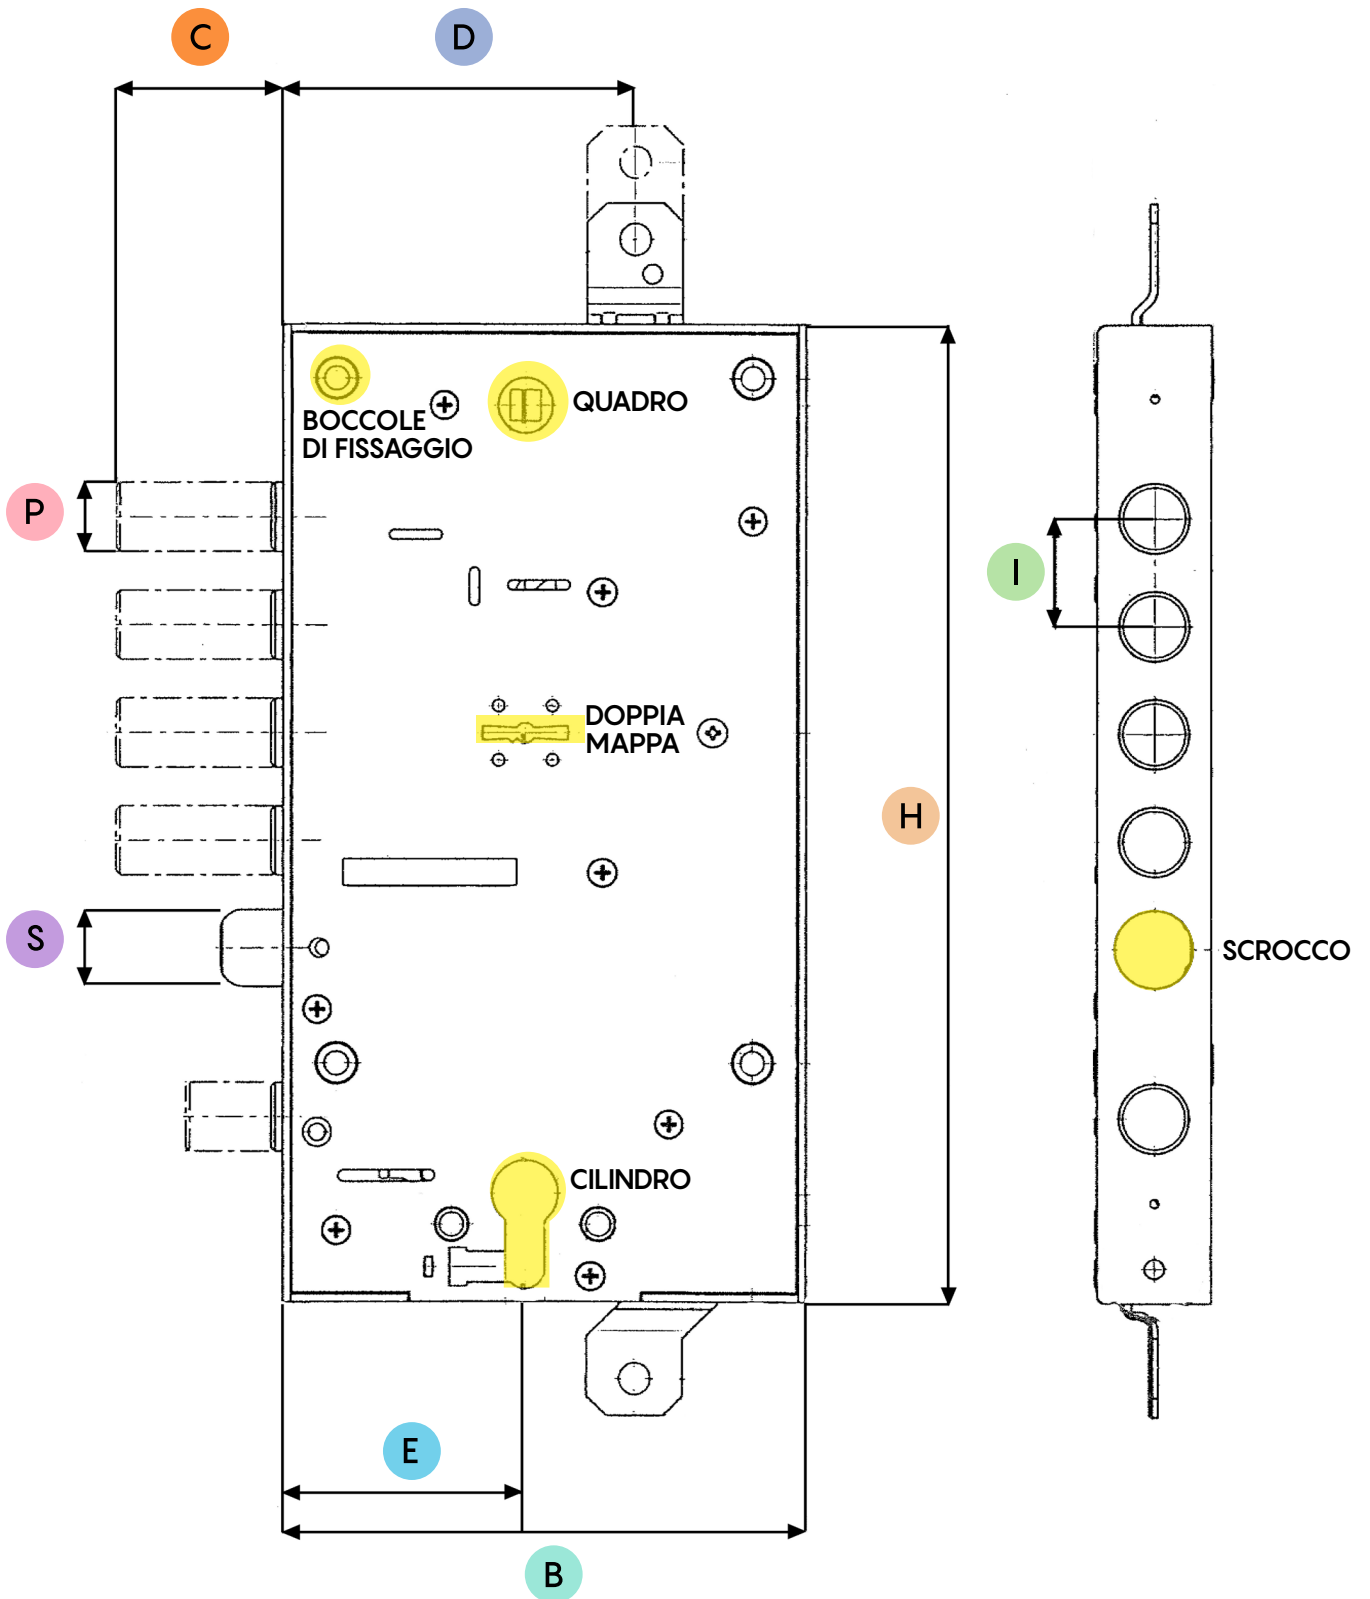 C
D
BOCCOLE
DI FISSAGGIO
QUADRO
P
I
DOPPIA
MAPPA
H
S
SCROCCO
CILINDRO
E
B